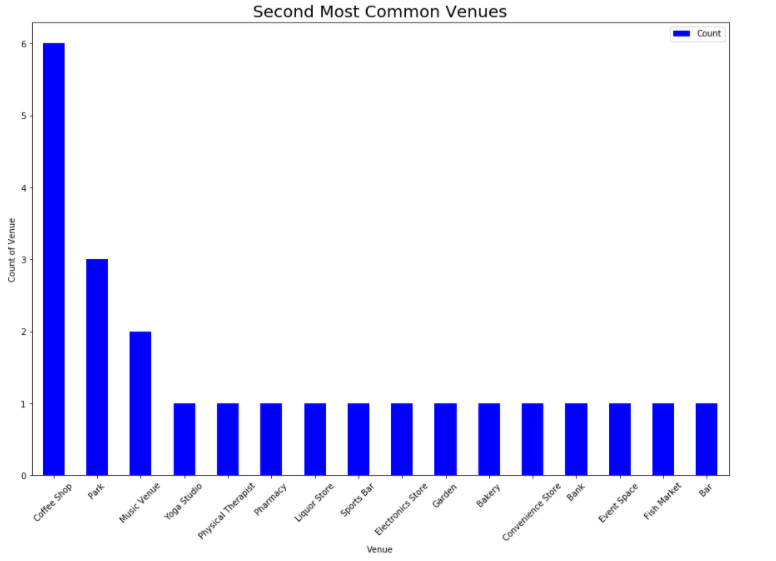 Second Most Common Venues
Count
6
5
4
3
2
1
0
Count of Venue
Coffee Shop
Park
Music Venue
Yoga Studio
Physical Therapist
Pharmacy
Liquor Store
Sports Bar
Electronics Store
Garden
Bakery
Convenience Store
Bank
Event Space
Fish Market
Bar
Venue